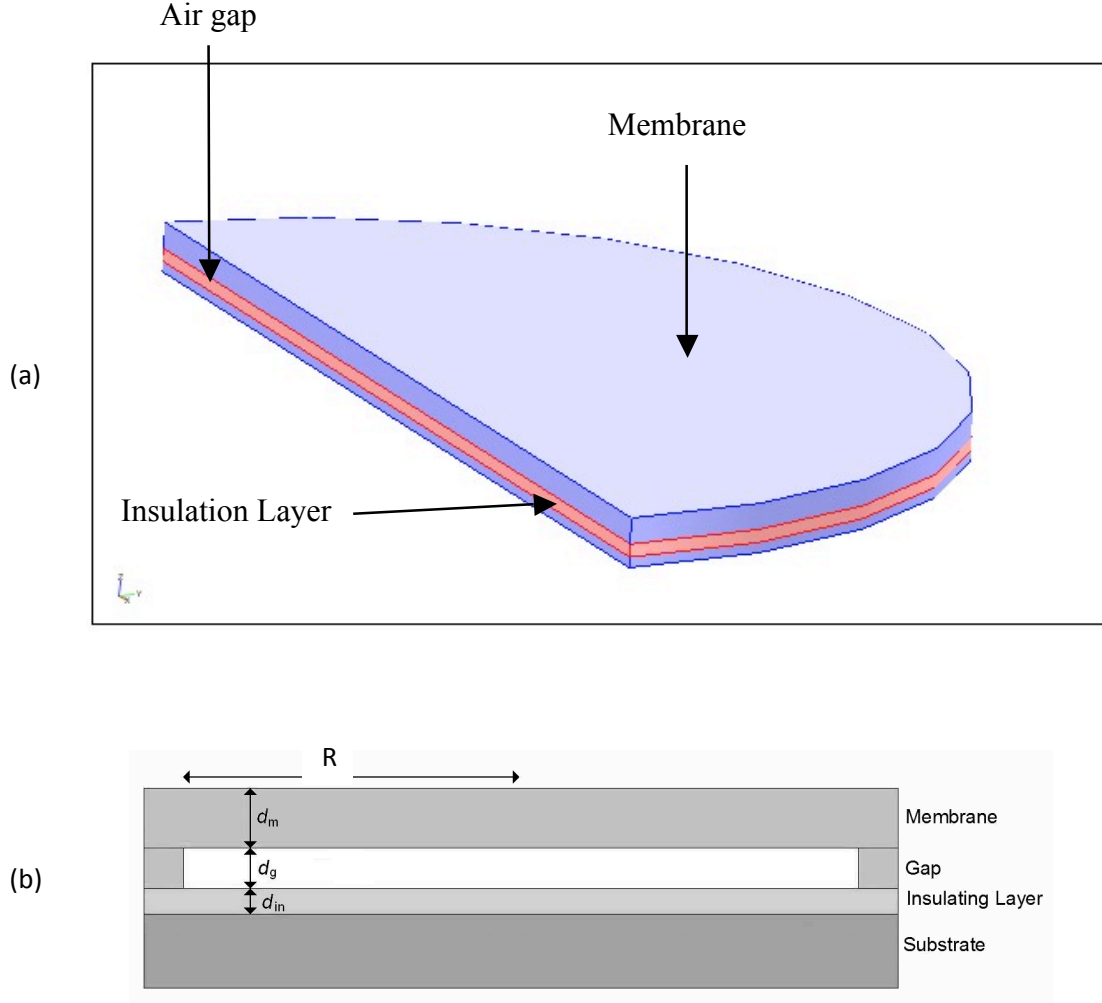 Air gap
Membrane
(a)
Insulation Layer
z
y
x
R
dm
Membrane
(b)
dg
Gap
din
Insulating Layer
Substrate